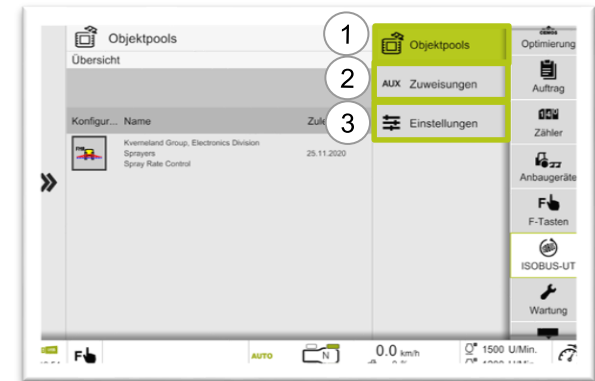 Objektpools
Übersicht
Konfigur... Name
Kverneland Group, Electronics Division
Sprayers
Spray Rate Control
25.11.2020
1
Objektpools
2
AUX Zuweisungen
3
Einstellungen
Optimierung
Auftrag
Zähler
Anbaugeräte
F
F-Tasten
ISOBUS-UT
Wartung
F
AUTO
N
0.0 km/h
1500 U/Min.